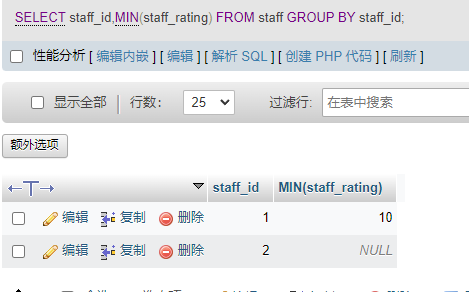 SELECT staff_id,MIN(staff_rating) FROM staff GROUP BY staff_id;
性能分析 [ 编辑内嵌 ] [ 编辑 ] [ 解析 SQL ] [ 创建 PHP 代码 ] [ 刷新 ]
显示全部 行数: 25 过滤行: 在表中搜索
额外选项
←T→ staff_id MIN(staff_rating)
编辑 复制 删除 1 10
编辑 复制 删除 2 NULL